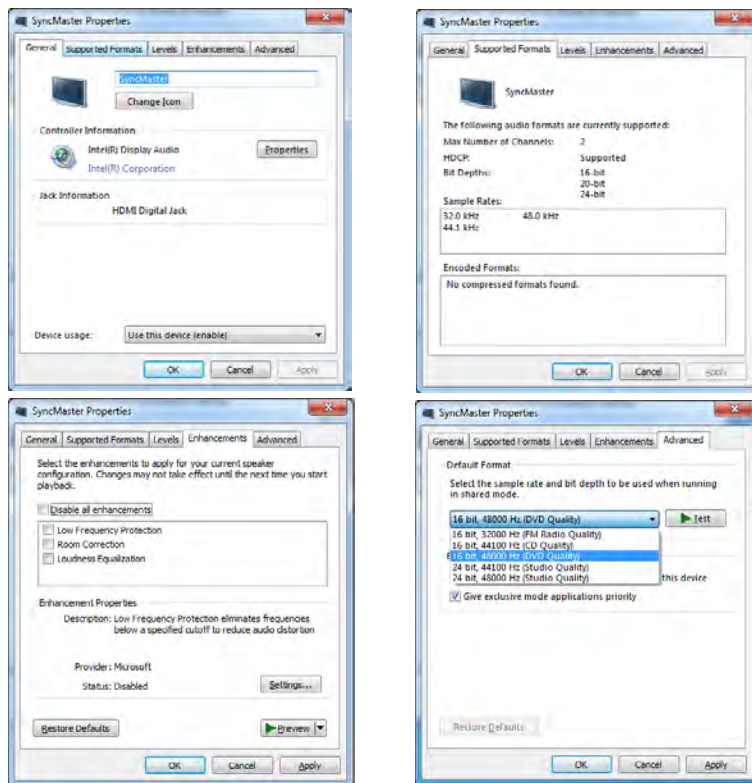 SyncMaster Properties
General Supported Formats Levels Enhancements Advanced
SyncMaster
Change Icon
Controller Information
Intel(R) Display Audio
Properties
Intel(R) Corporation
Jack Information
HDMI Digital Jack
Device usage: Use this device (enable)
OK Cancel Apply
SyncMaster Properties
General Supported Formats Levels Enhancements Advanced
SyncMaster
The following audio formats are currently supported:
Max Number of Channels: 2
HDCP: Supported
Bit Depths: 16-bit
20-bit
24-bit
Sample Rates:
32.0 kHz 48.0 kHz
44.1 kHz
Encoded Formats:
No compressed formats found.
OK Cancel Apply
SyncMaster Properties
General Supported Formats Levels Enhancements Advanced
Select the enhancements to apply for your current speaker
configuration. Changes may not take effect until the next time you start
playback.
Disable all enhancements
Low Frequency Protection
Room Correction
Loudness Equalization
Enhancement Properties
Description: Low Frequency Protection eliminates frequencies
below a specified cutoff to reduce audio distortion
Provider: Microsoft
Status: Disabled
Settings...
Restore Defaults
Preview
OK Cancel Apply
SyncMaster Properties
General Supported Formats Levels Enhancements Advanced
Default Format
Select the sample rate and bit depth to be used when running
in shared mode.
16 bit, 48000 Hz (DVD Quality)
Test
16 bit, 32000 Hz (FM Radio Quality)
16 bit, 44100 Hz (CD Quality)
16 bit, 48000 Hz (DVD Quality)
24 bit, 44100 Hz (Studio Quality)
24 bit, 48000 Hz (Studio Quality)
this device
Give exclusive mode applications priority
Restore Defaults
OK Cancel Apply